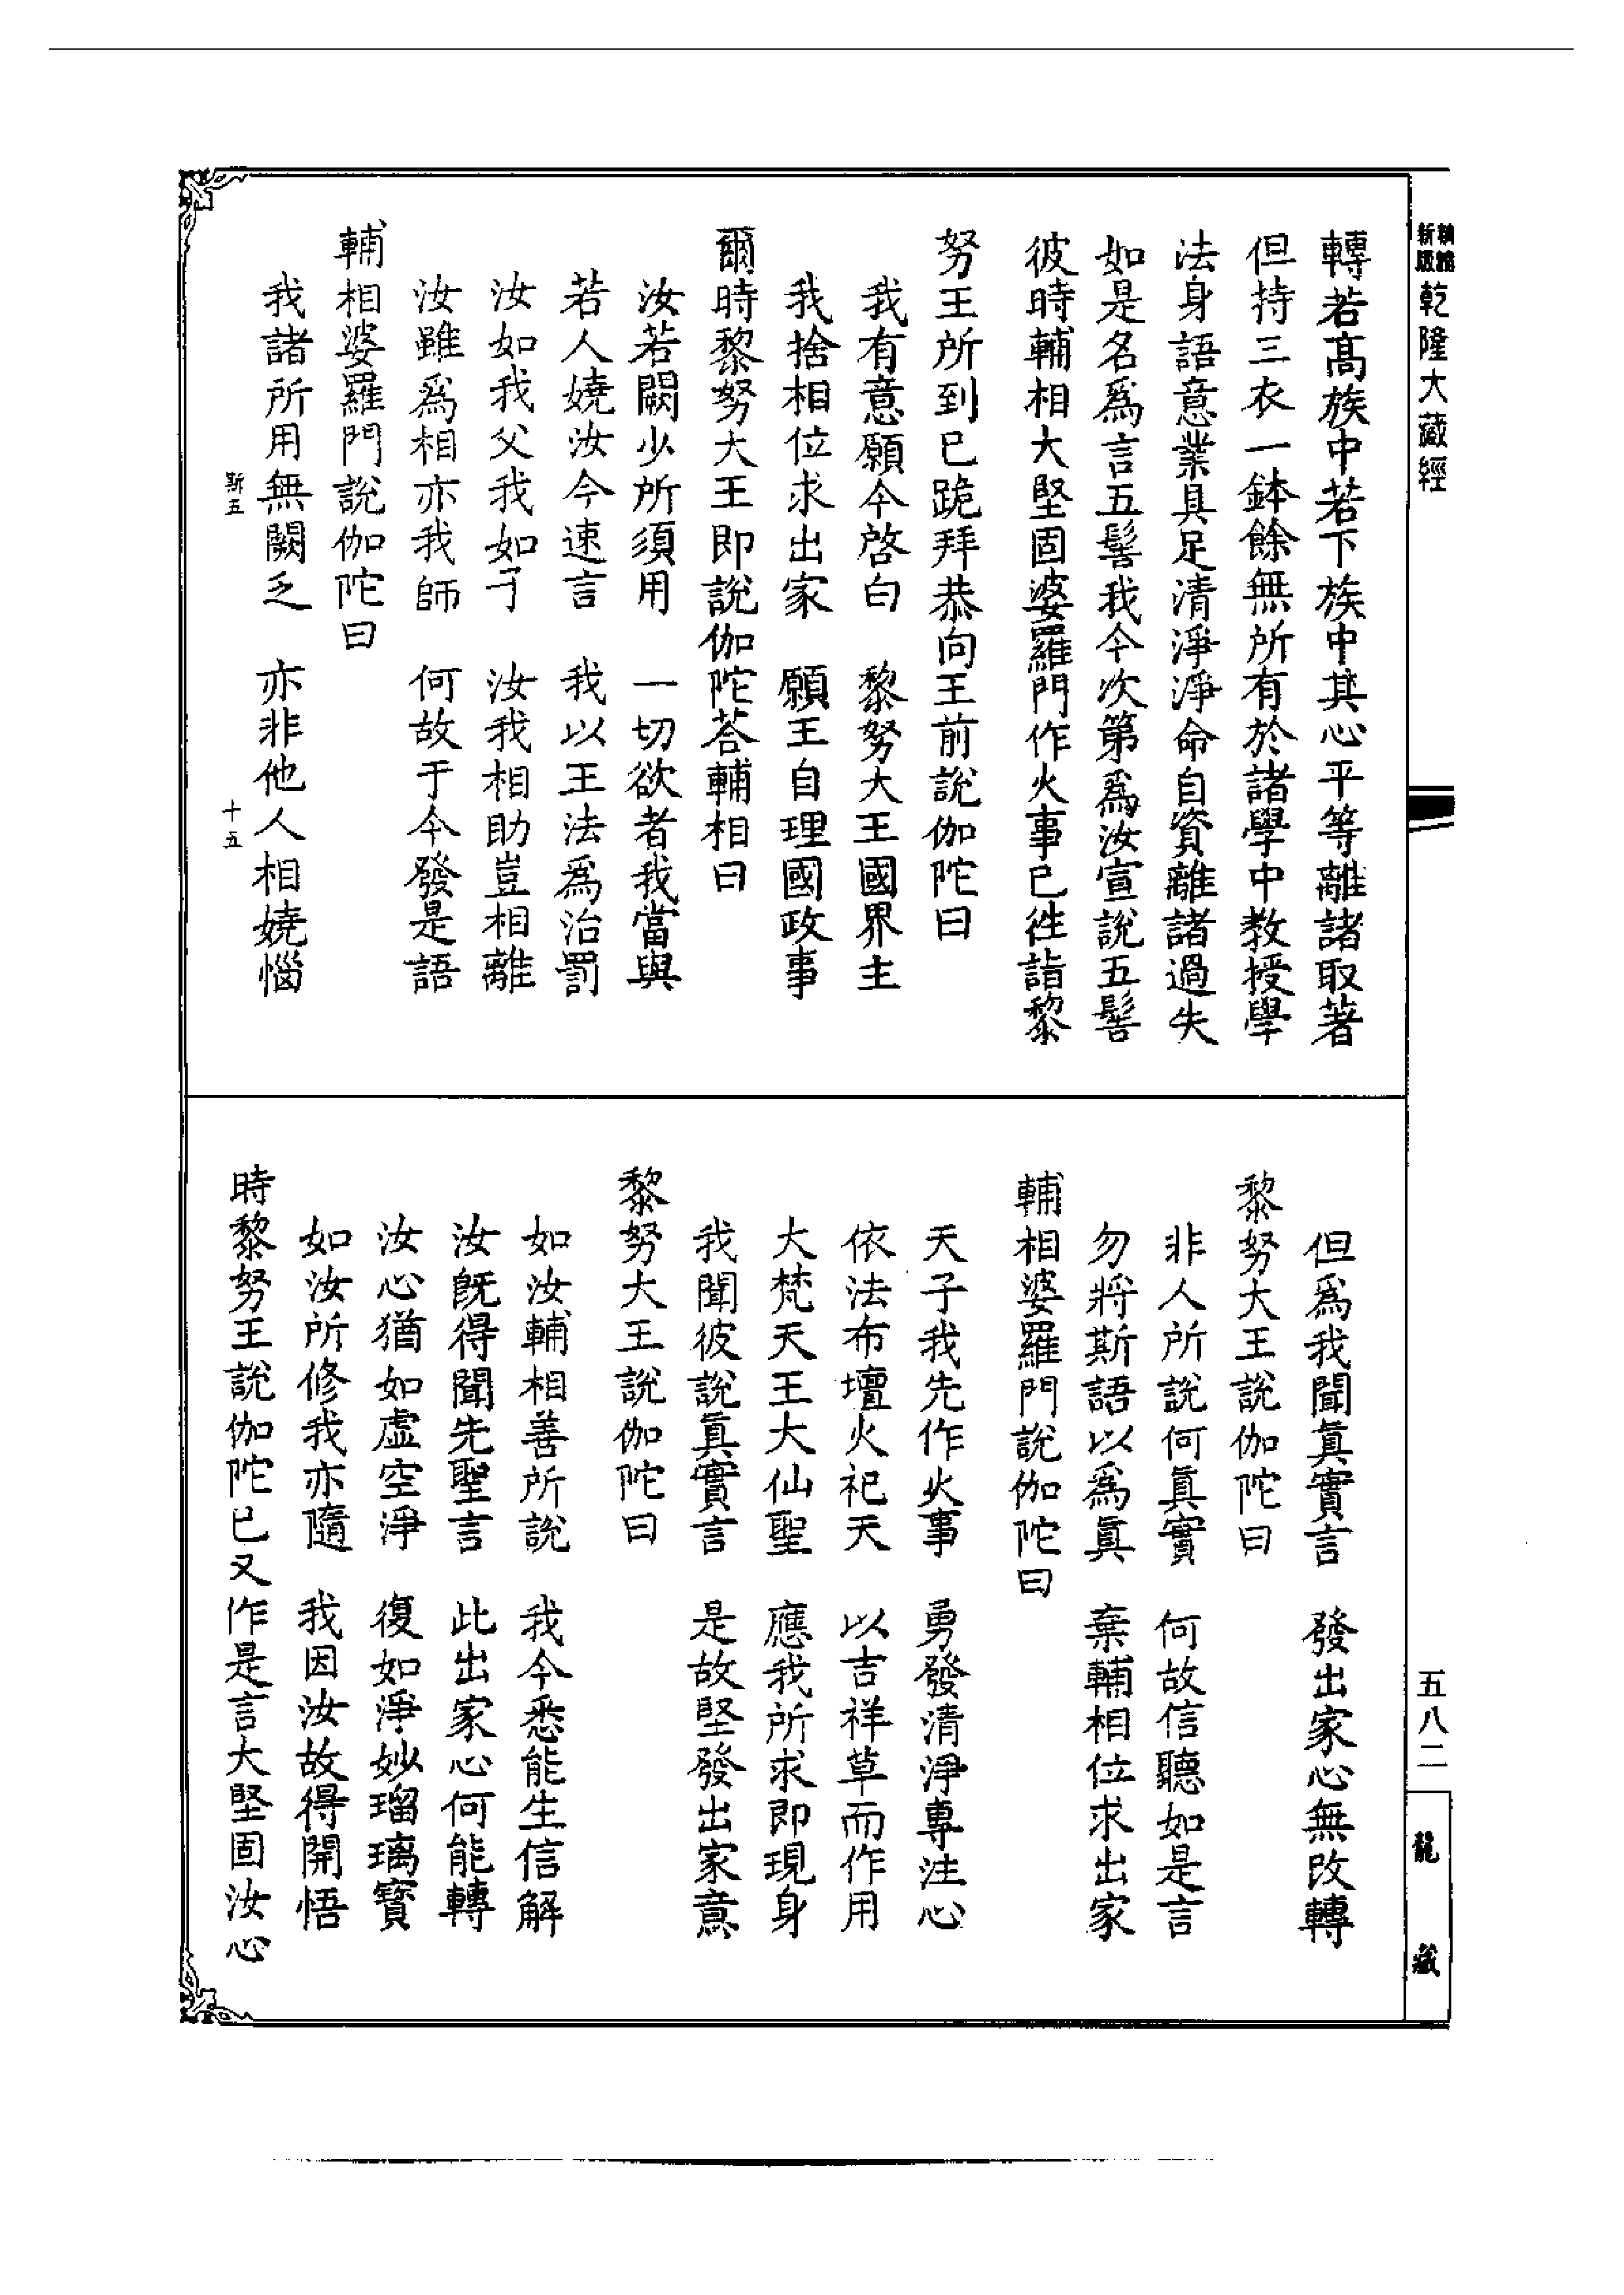 新版
精緻
乾隆大藏經
轉若高族中若下族中其心平等離諸取著
但持三衣一鉢餘無所有於諸學中教授學
法身語意業具足清淨淨命自資離諸過失
如是名爲言五髻我今次第爲汝宣說五髻
彼時輔相大堅固婆羅門作火事已徃詣黎
努王所到已跪拜恭向王前說伽陀曰
我有意願今啓白　黎努大王國界主
我捨相位求出家　願王自理國政事
爾時黎努大王即說伽陀荅輔相曰
汝若闕少所須用　一切欲者我當與
若人嬈汝今速言　我以王法爲治罰
汝如我父我如子　汝我相助豈相離
汝雖爲相亦我師　何故于今發是語
輔相婆羅門說伽陀曰
我諸所用無闕乏　亦非他人相嬈惱
斯五　十五
但爲我聞眞實言　發出家心無改轉
黎努大王說伽陀曰
非人所說何眞實　何故信聽如是言
勿將斯語以爲眞　棄輔相位求出家
輔相婆羅門說伽陀曰
天子我先作火事　勇發清淨專注心
依法布壇火祀天　以吉祥草而作用
大梵天王大仙聖　應我所求即現身
我聞彼說眞實言　是故堅發出家意
黎努大王說伽陀曰
如汝輔相善所說　我今悉能生信解
汝旣得聞先聖言　此出家心何能轉
汝心猶如虛空淨　復如淨妙瑠璃寶
如汝所修我亦隨　我因汝故得開悟
時黎努王說伽陀已又作是言大堅固汝心
五八二
龍藏